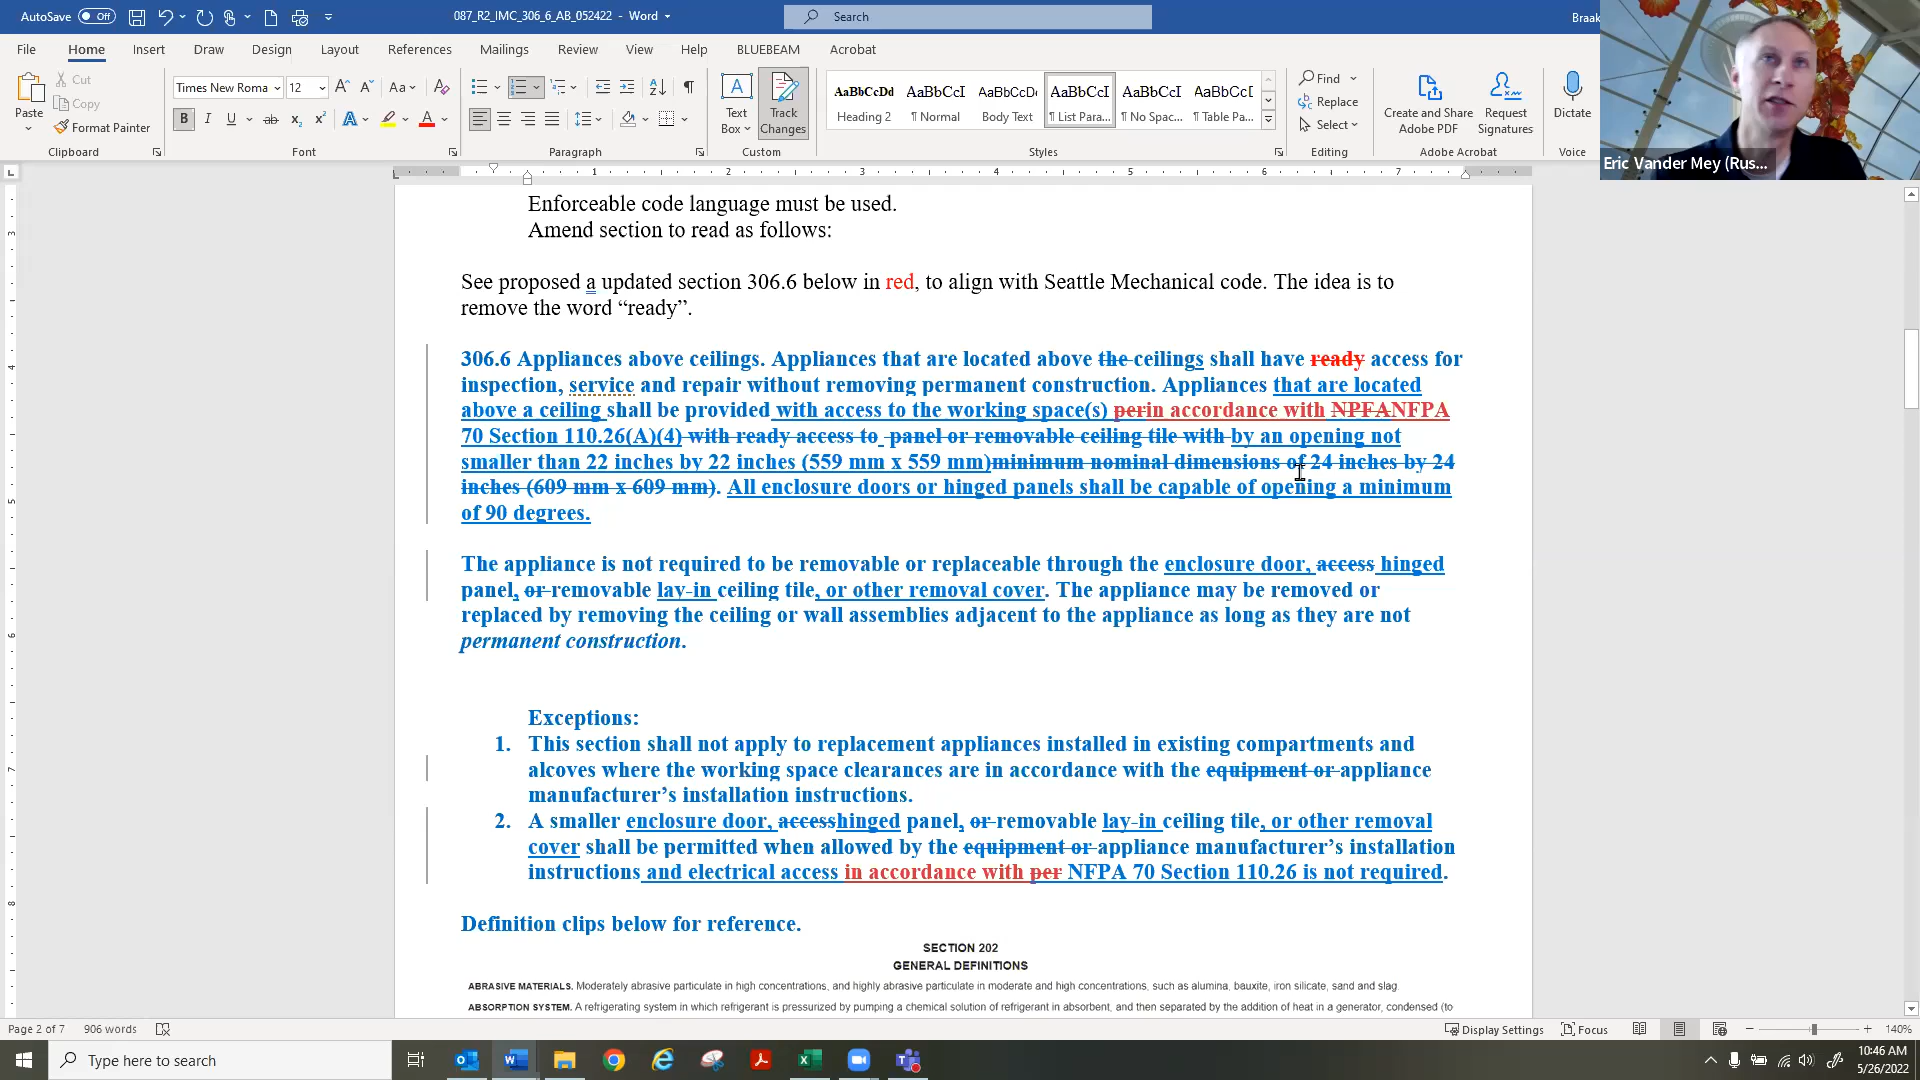 AutoSave Off 087_R2_IMC_306_6_AB_052422 - Word Search Braak
File Home Insert Draw Design Layout References Mailings Review View Help BLUEBEAM Acrobat
Paste Cut Copy Format Painter
Times New Roma 12
Text Box Track Changes
AaBbCcDd AaBbCcI AaBbCcDc AaBbCcI AaBbCcI AaBbCcI
Heading 2 ¶ Normal Body Text ¶ List Para... ¶ No Spac... ¶ Table Pa...
Find Replace Select
Create and Share Adobe PDF Request Signatures Dictate
Clipboard Font Paragraph Custom Styles Editing Adobe Acrobat Voice
Eric Vander Mey (Rus...
1 2 3 4 5 6 7
Enforceable code language must be used.
Amend section to read as follows:
See proposed a updated section 306.6 below in red, to align with Seattle Mechanical code. The idea is to
remove the word “ready”.
306.6 Appliances above ceilings. Appliances that are located above the ceilings shall have ready access for
inspection, service and repair without removing permanent construction. Appliances that are located
above a ceiling shall be provided with access to the working space(s) perin accordance with NPFANFPA
70 Section 110.26(A)(4) with ready access to panel or removable ceiling tile with by an opening not
smaller than 22 inches by 22 inches (559 mm x 559 mm)minimum nominal dimensions of 24 inches by 24
inches (609 mm x 609 mm). All enclosure doors or hinged panels shall be capable of opening a minimum
of 90 degrees.
The appliance is not required to be removable or replaceable through the enclosure door, access hinged
panel, or removable lay-in ceiling tile, or other removal cover. The appliance may be removed or
replaced by removing the ceiling or wall assemblies adjacent to the appliance as long as they are not
permanent construction.
Exceptions:
1. This section shall not apply to replacement appliances installed in existing compartments and
alcoves where the working space clearances are in accordance with the equipment or appliance
manufacturer’s installation instructions.
2. A smaller enclosure door, accesshinged panel, or removable lay-in ceiling tile, or other removal
cover shall be permitted when allowed by the equipment or appliance manufacturer’s installation
instructions and electrical access in accordance with per NFPA 70 Section 110.26 is not required.
Definition clips below for reference.
SECTION 202
GENERAL DEFINITIONS
ABRASIVE MATERIALS. Moderately abrasive particulate in high concentrations, and highly abrasive particulate in moderate and high concentrations, such as alumina, bauxite, iron silicate, sand and slag.
ABSORPTION SYSTEM. A refrigerating system in which refrigerant is pressurized by pumping a chemical solution of refrigerant in absorbent, and then separated by the addition of heat in a generator, condensed (to
Page 2 of 7 906 words Display Settings Focus 140%
Type here to search 10:46 AM
5/26/2022